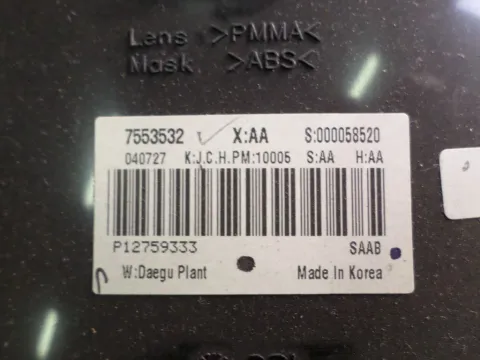 Lens >PMMA<
Mask >ABS<
7553532 X:AA S:000058520
040727 K:J.C.H.PM:10005 S:AA H:AA
P12759333 SAAB
W:Daegu Plant Made In Korea